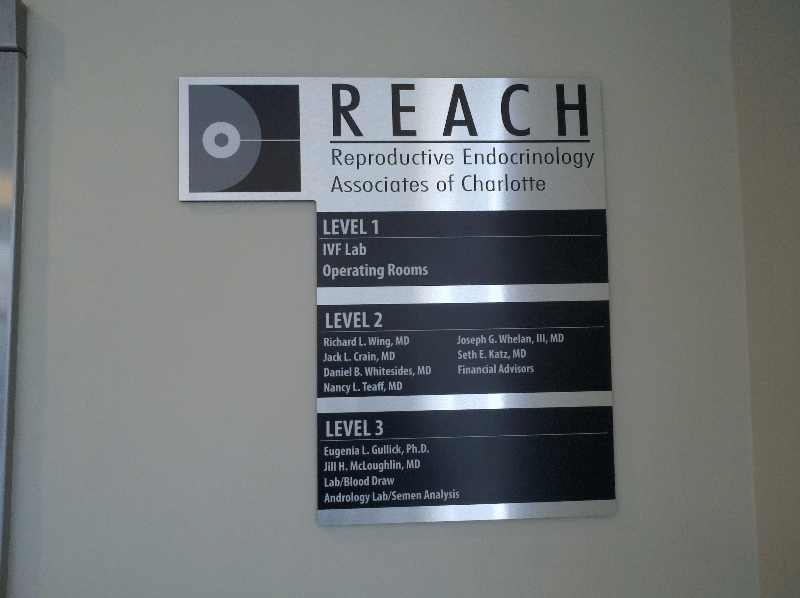 REACH
Reproductive Endocrinology
Associates of Charlotte
LEVEL 1
IVF Lab
Operating Rooms
LEVEL 2
Richard L. Wing, MD
Jack L. Crain, MD
Daniel B. Whitesides, MD
Nancy L. Teaff, MD
Joseph G. Whelan, III, MD
Seth E. Katz, MD
Financial Advisors
LEVEL 3
Eugenia L. Gullick, Ph.D.
Jill H. McLoughlin, MD
Lab/Blood Draw
Andrology Lab/Semen Analysis